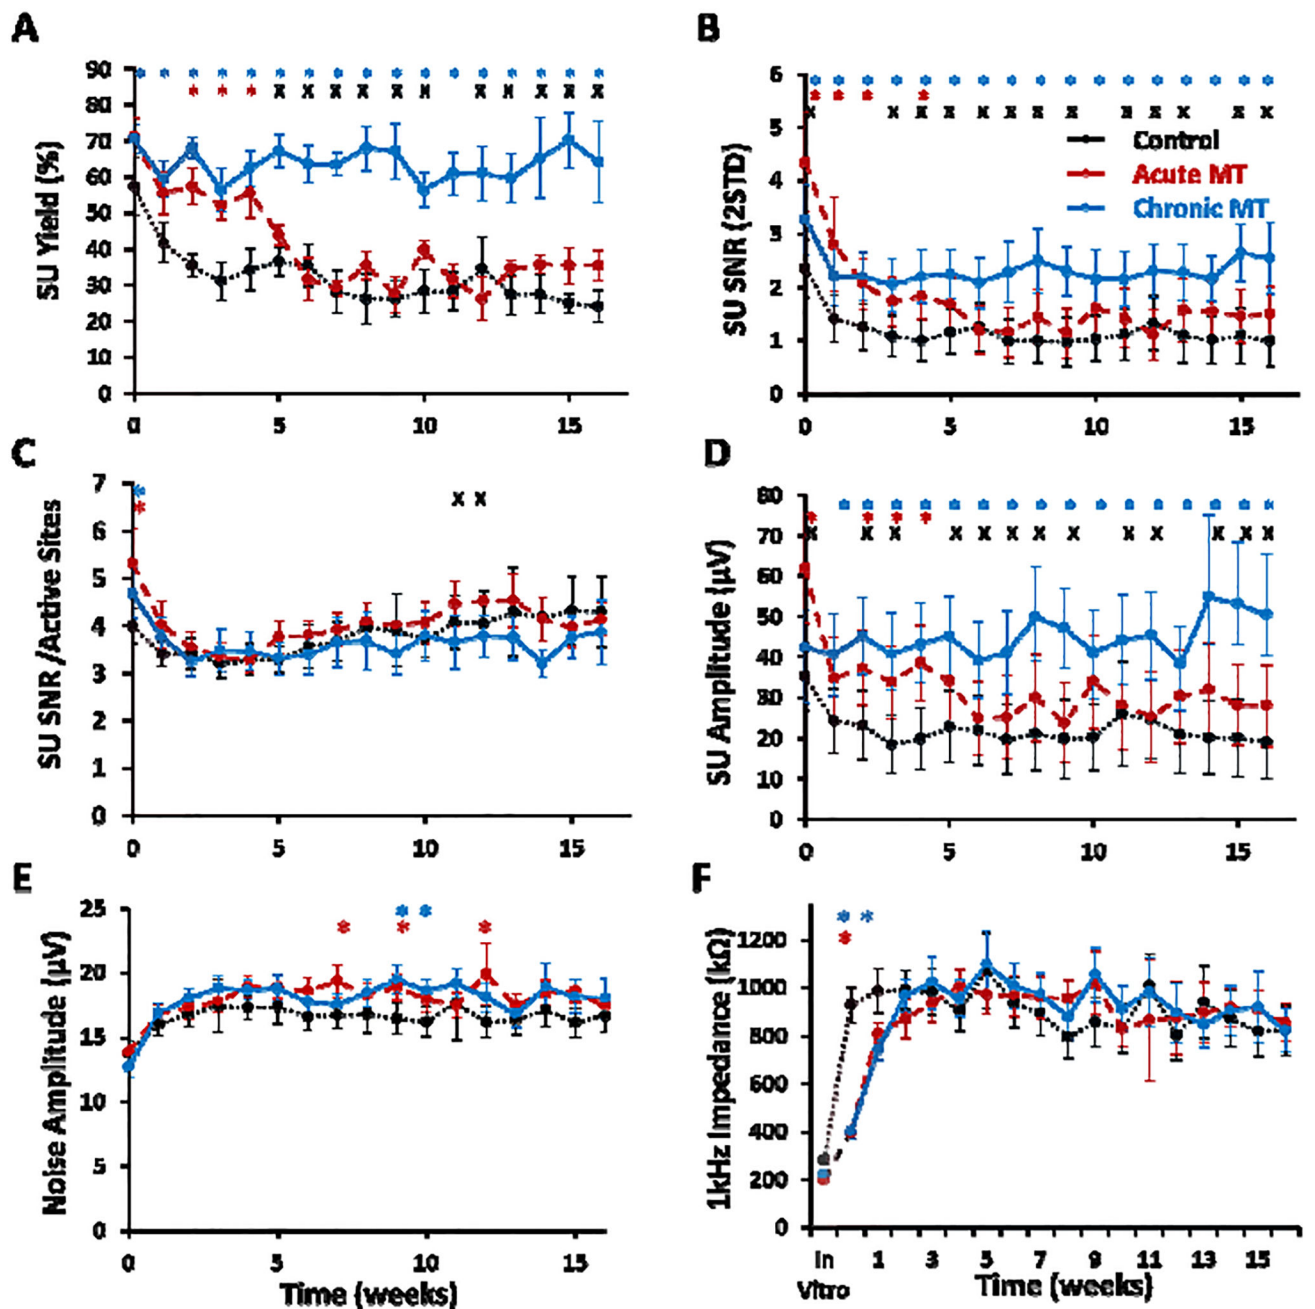 A
SU Yield (%)
90
80
70
60
50
40
30
20
10
0
0 5 10 15
B
SU SNR (2STD)
6
5
4
3
2
1
0
0 5 10 15
Control
Acute MT
Chronic MT
C
SU SNR /Active Sites
7
6
5
4
3
2
1
0
0 5 10 15
D
SU Amplitude (µV)
80
70
60
50
40
30
20
10
0
0 5 10 15
E
Noise Amplitude (µV)
25
20
15
10
5
0
0 5 10 15
Time (weeks)
F
1kHz Impedance (kΩ)
1200
1000
800
600
400
200
0
In Vitro 1 3 5 7 9 11 13 15
Time (weeks)